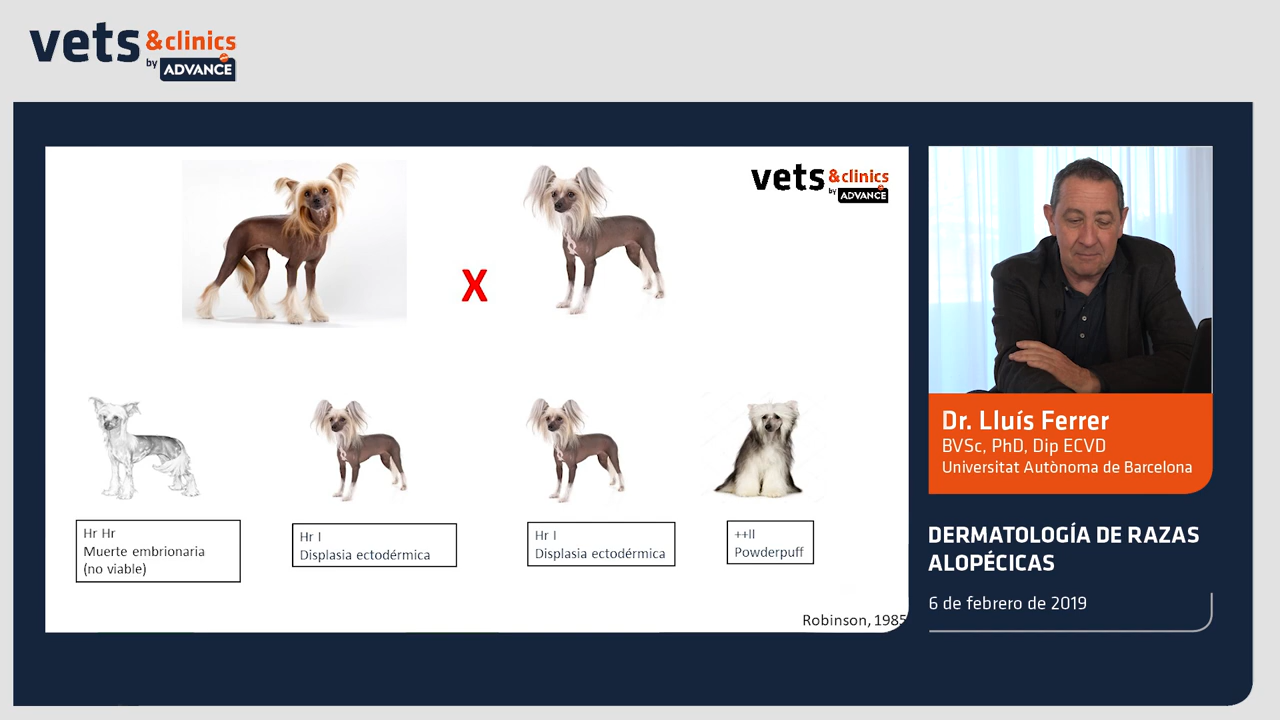 vets &clinics
by ADVANCE
vets &clinics
by ADVANCE
X
Hr Hr
Muerte embrionaria
(no viable)
Hr l
Displasia ectodérmica
Hr l
Displasia ectodérmica
++ll
Powderpuff
Robinson, 1985
Dr. Lluís Ferrer
BVSc, PhD, Dip ECVD
Universitat Autònoma de Barcelona
DERMATOLOGÍA DE RAZAS
ALOPÉCICAS
6 de febrero de 2019